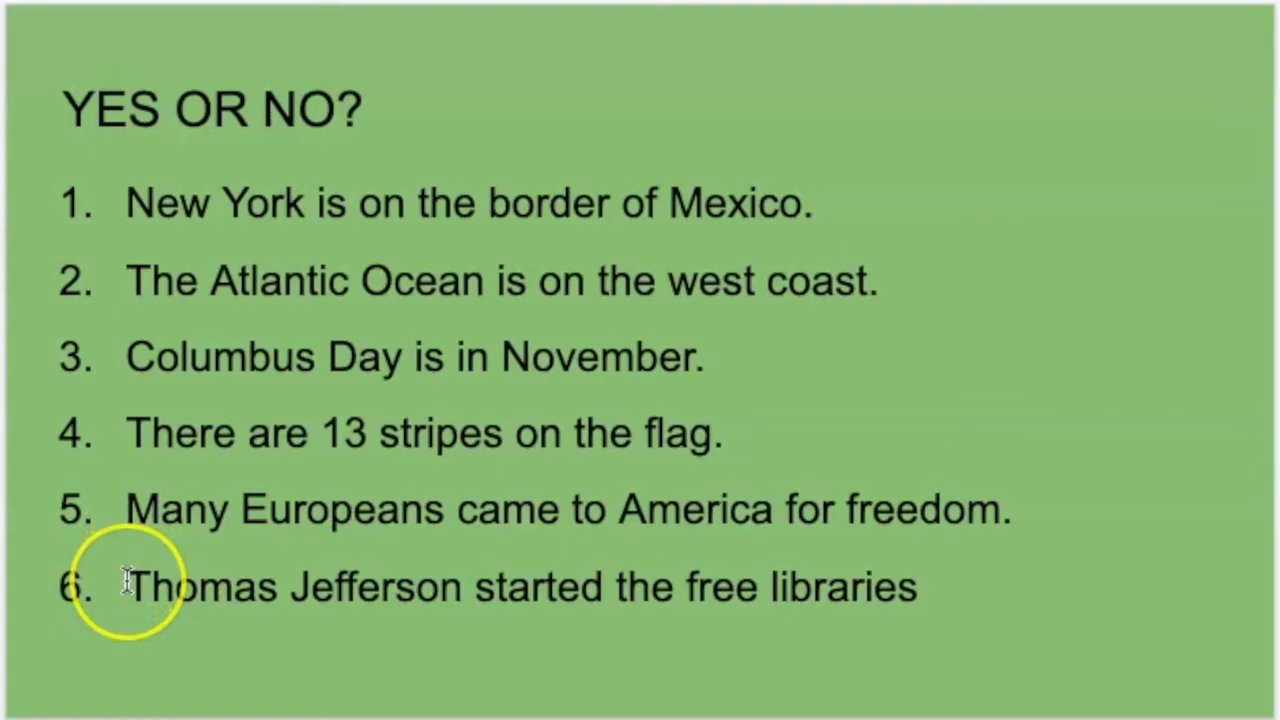 YES OR NO?
1. New York is on the border of Mexico.
2. The Atlantic Ocean is on the west coast.
3. Columbus Day is in November.
4. There are 13 stripes on the flag.
5. Many Europeans came to America for freedom.
6. Thomas Jefferson started the free libraries